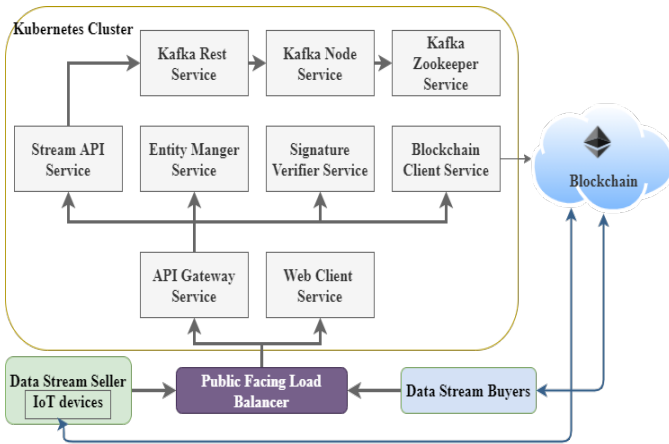 Kubernetes Cluster
Kafka Rest
Service
Kafka Node
Service
Kafka
Zookeeper
Service
Stream API
Service
Entity Manger
Service
Signature
Verifier Service
Blockchain
Client Service
Blockchain
API Gateway
Service
Web Client
Service
Data Stream Seller
IoT devices
Public Facing Load
Balancer
Data Stream Buyers